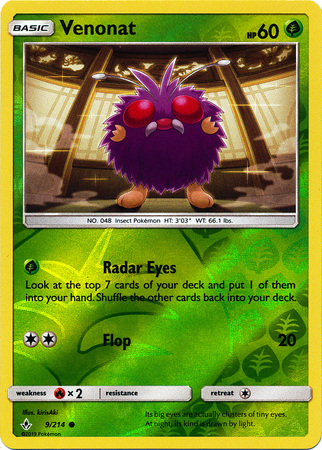 BASIC Venonat HP60
NO. 048 Insect Pokémon HT: 3'03" WT: 66.1 lbs.
Radar Eyes
Look at the top 7 cards of your deck and put 1 of them
into your hand. Shuffle the other cards back into your deck.
Flop 20
weakness ×2 resistance retreat
Illus. kirisAki
9/214
©2019 Pokémon
Its big eyes are actually clusters of tiny eyes.
At night, its kind is drawn by light.